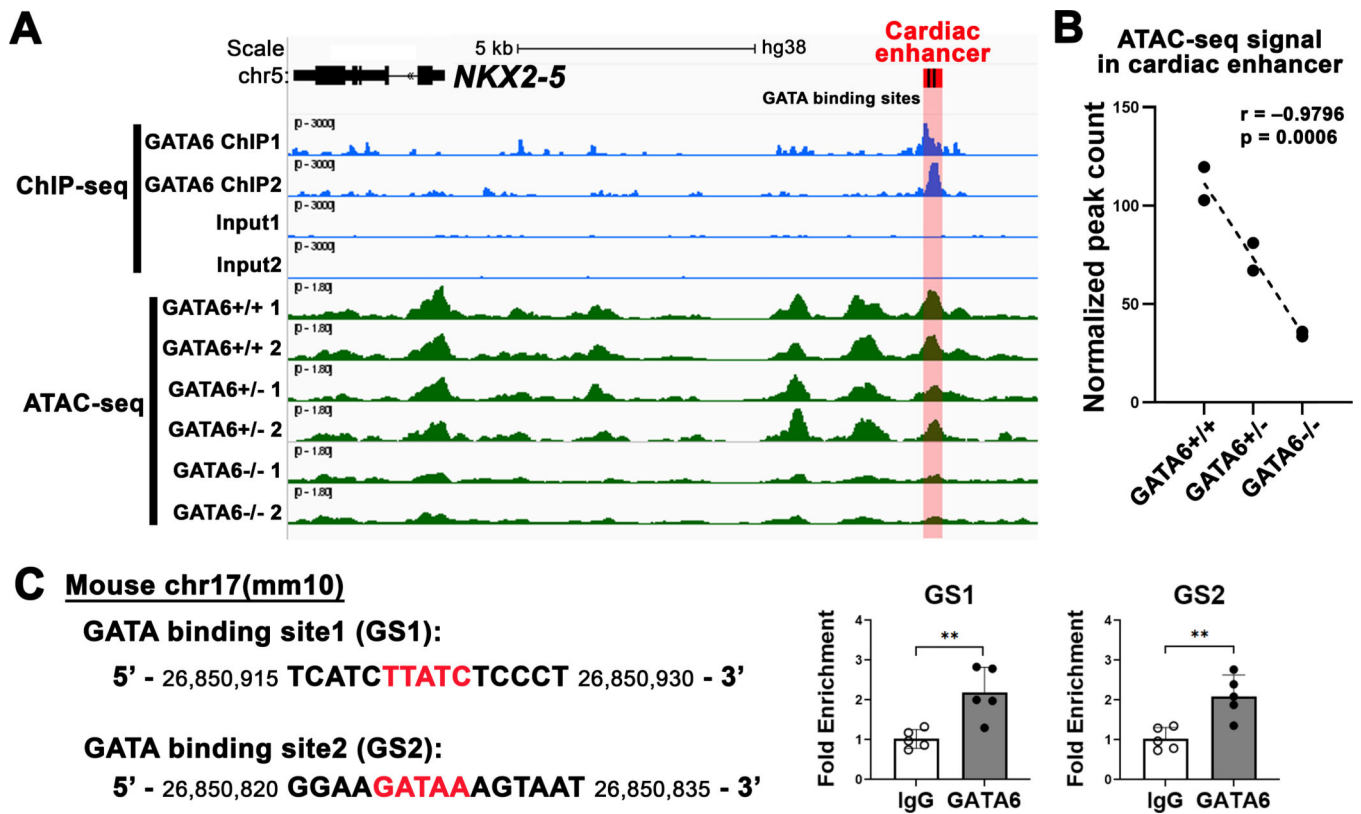 A
Scale 5 kb hg38
Cardiac enhancer
chr5: NKX2-5
GATA binding sites
ChIP-seq
GATA6 ChIP1 [0 - 3000]
GATA6 ChIP2 [0 - 3000]
Input1 [0 - 3000]
Input2 [0 - 3000]
ATAC-seq
GATA6+/+ 1 [0 - 1.80]
GATA6+/+ 2 [0 - 1.80]
GATA6+/- 1 [0 - 1.80]
GATA6+/- 2 [0 - 1.80]
GATA6-/- 1 [0 - 1.80]
GATA6-/- 2 [0 - 1.80]
B
ATAC-seq signal
in cardiac enhancer
r = –0.9796
p = 0.0006
Normalized peak count
150
100
50
0
GATA6+/+
GATA6+/-
GATA6-/-
C
Mouse chr17(mm10)
GATA binding site1 (GS1):
5’ - 26,850,915 TCATCTTATCTCCCT 26,850,930 - 3’
GATA binding site2 (GS2):
5’ - 26,850,820 GGAAGATAAAGTAAT 26,850,835 - 3’
GS1
Fold Enrichment
4
3
2
1
0
**
IgG GATA6
GS2
Fold Enrichment
4
3
2
1
0
**
IgG GATA6